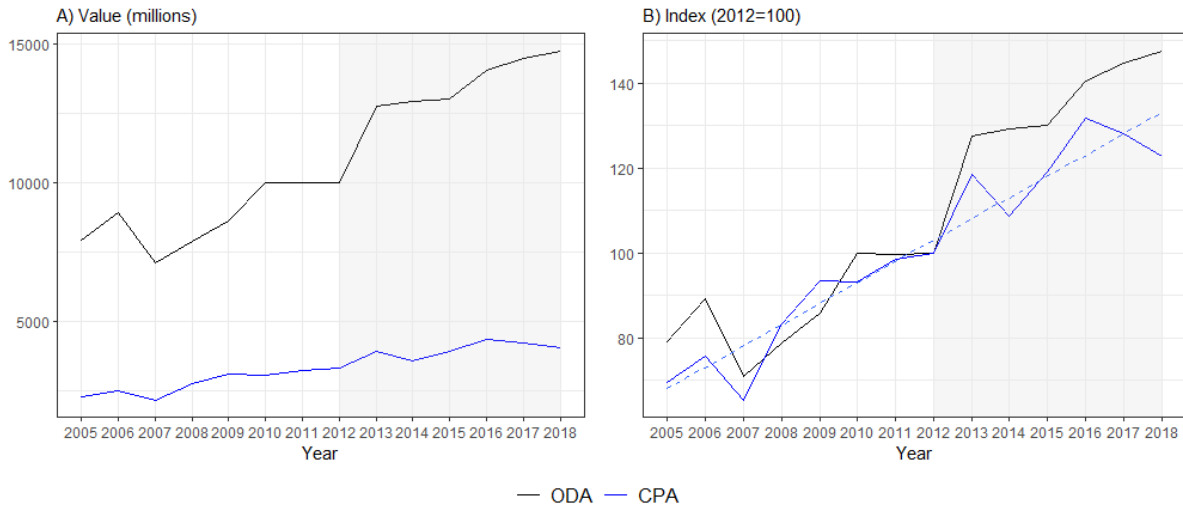 A) Value (millions)
15000
10000
5000
2005 2006 2007 2008 2009 2010 2011 2012 2013 2014 2015 2016 2017 2018
Year
B) Index (2012=100)
140
120
100
80
2005 2006 2007 2008 2009 2010 2011 2012 2013 2014 2015 2016 2017 2018
Year
ODA CPA